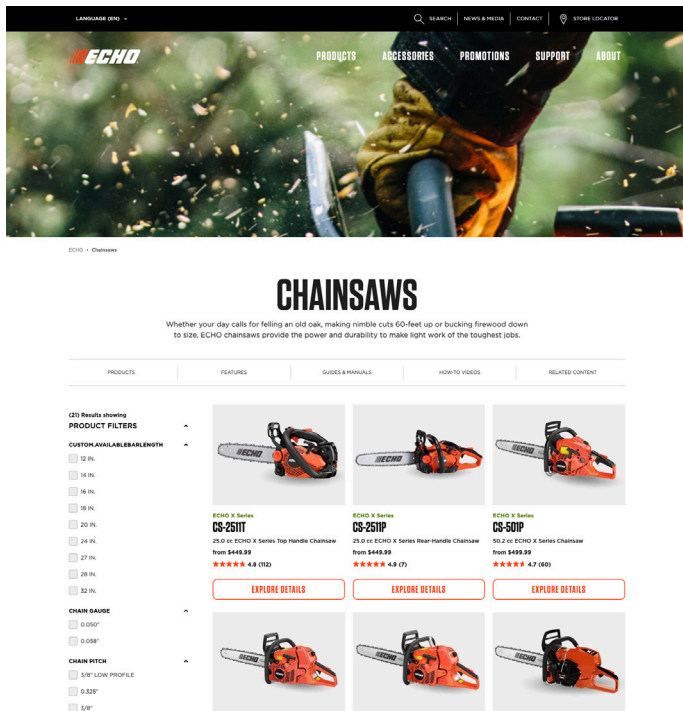 LANGUAGE (EN)
SEARCH
NEWS & MEDIA
CONTACT
STORE LOCATOR
ECHO
PRODUCTS
ACCESSORIES
PROMOTIONS
SUPPORT
ABOUT
ECHO • Chainsaws
CHAINSAWS
Whether your day calls for felling an old oak, making nimble cuts 60-feet up or bucking firewood down
to size, ECHO chainsaws provide the power and durability to make light work of the toughest jobs.
PRODUCTS
FEATURES
GUIDES & MANUALS
HOW-TO VIDEOS
RELATED CONTENT
(21) Results showing
PRODUCT FILTERS
CUSTOM.AVAILABLEBARLENGTH
12 IN.
14 IN.
16 IN.
18 IN.
20 IN.
24 IN.
27 IN.
28 IN.
32 IN.
CHAIN GAUGE
0.050"
0.058"
CHAIN PITCH
3/8" LOW PROFILE
0.325"
3/8"
ECHO
ECHO X Series
CS-2511T
25.0 cc ECHO X Series Top Handle Chainsaw
from $449.99
4.8 (112)
EXPLORE DETAILS
ECHO
ECHO X Series
CS-2511P
25.0 cc ECHO X Series Rear-Handle Chainsaw
from $449.99
4.9 (7)
EXPLORE DETAILS
ECHO
ECHO X Series
CS-501P
50.2 cc ECHO X Series Chainsaw
from $499.99
4.7 (60)
EXPLORE DETAILS
ECHO
ECHO
ECHO